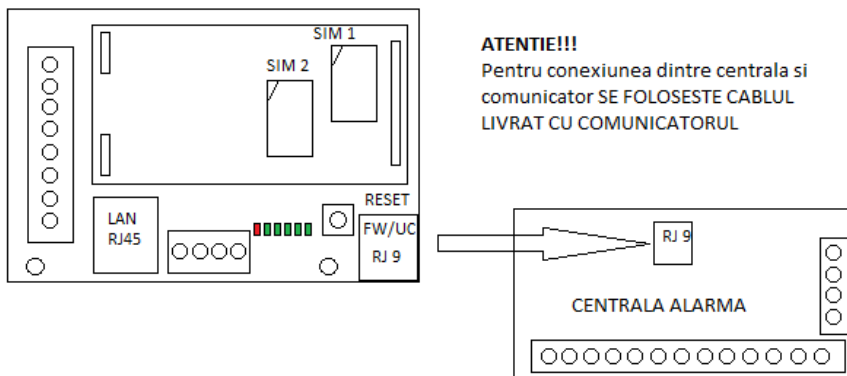 SIM 1
SIM 2
ATENTIE!!!
Pentru conexiunea dintre centrala si
comunicator SE FOLOSESTE CABLUL
LIVRAT CU COMUNICATORUL
LAN
RJ45
RESET
FW/UC
RJ 9
RJ 9
CENTRALA ALARMA